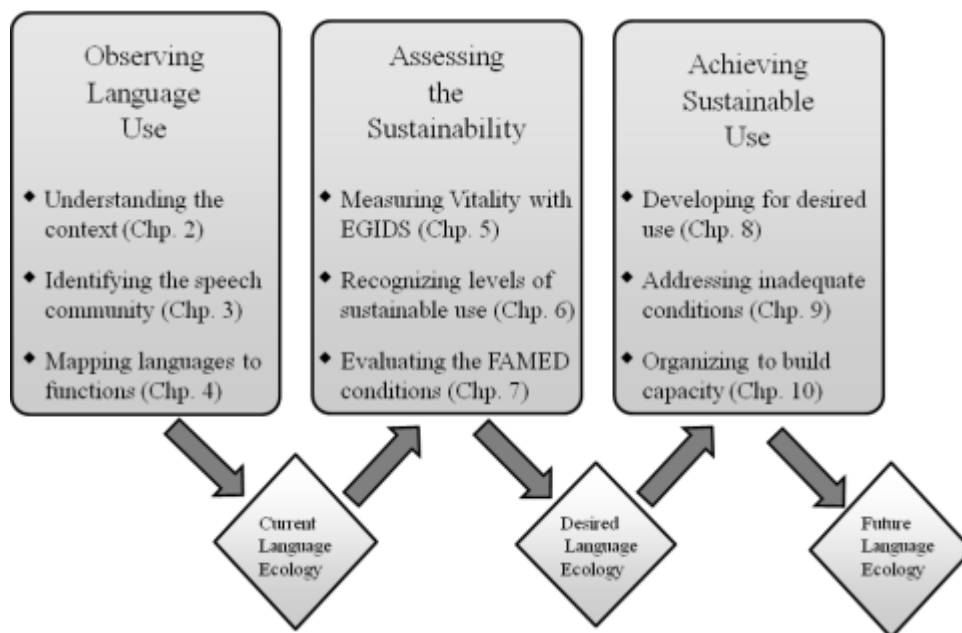 Observing
Language
Use
◆ Understanding the
context (Chp. 2)
◆ Identifying the speech
community (Chp. 3)
◆ Mapping languages to
functions (Chp. 4)
Assessing
the
Sustainability
◆ Measuring Vitality with
EGIDS (Chp. 5)
◆ Recognizing levels of
sustainable use (Chp. 6)
◆ Evaluating the FAMED
conditions (Chp. 7)
Achieving
Sustainable
Use
◆ Developing for desired
use (Chp. 8)
◆ Addressing inadequate
conditions (Chp. 9)
◆ Organizing to build
capacity (Chp. 10)
Current
Language
Ecology
Desired
Language
Ecology
Future
Language
Ecology